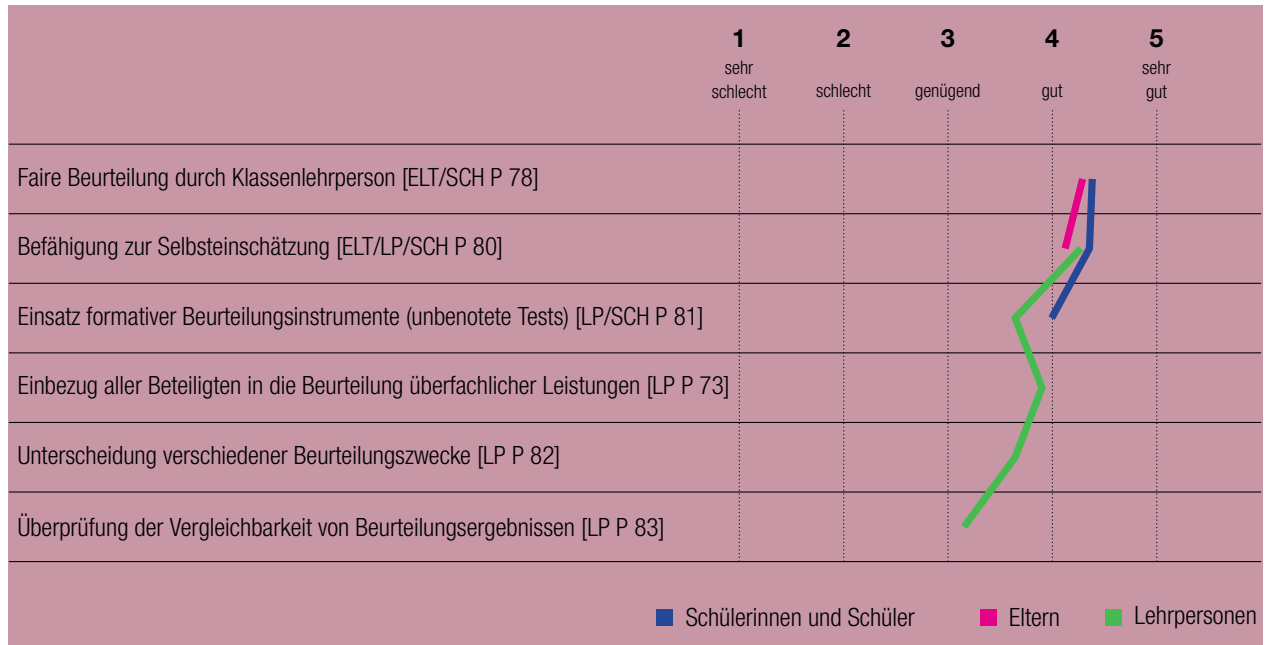 1 2 3 4 5
sehr schlecht schlecht genügend gut sehr gut
Faire Beurteilung durch Klassenlehrperson [ELT/SCH P 78]
Befähigung zur Selbsteinschätzung [ELT/LP/SCH P 80]
Einsatz formativer Beurteilungsinstrumente (unbenotete Tests) [LP/SCH P 81]
Einbezug aller Beteiligten in die Beurteilung überfachlicher Leistungen [LP P 73]
Unterscheidung verschiedener Beurteilungszwecke [LP P 82]
Überprüfung der Vergleichbarkeit von Beurteilungsergebnissen [LP P 83]
Schülerinnen und Schüler Eltern Lehrpersonen